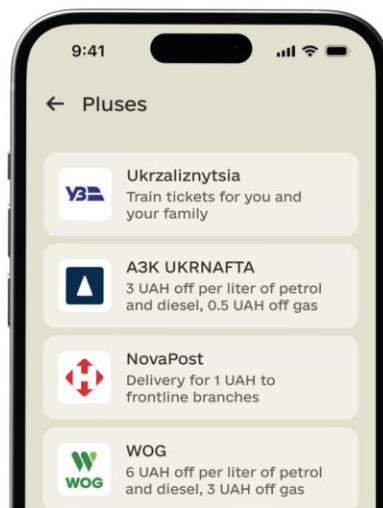 9:41
← Pluses
УЗ
Ukrzaliznytsia
Train tickets for you and
your family
АЗК UKRNAFTA
3 UAH off per liter of petrol
and diesel, 0.5 UAH off gas
NovaPost
Delivery for 1 UAH to
frontline branches
WOG
WOG
6 UAH off per liter of petrol
and diesel, 3 UAH off gas